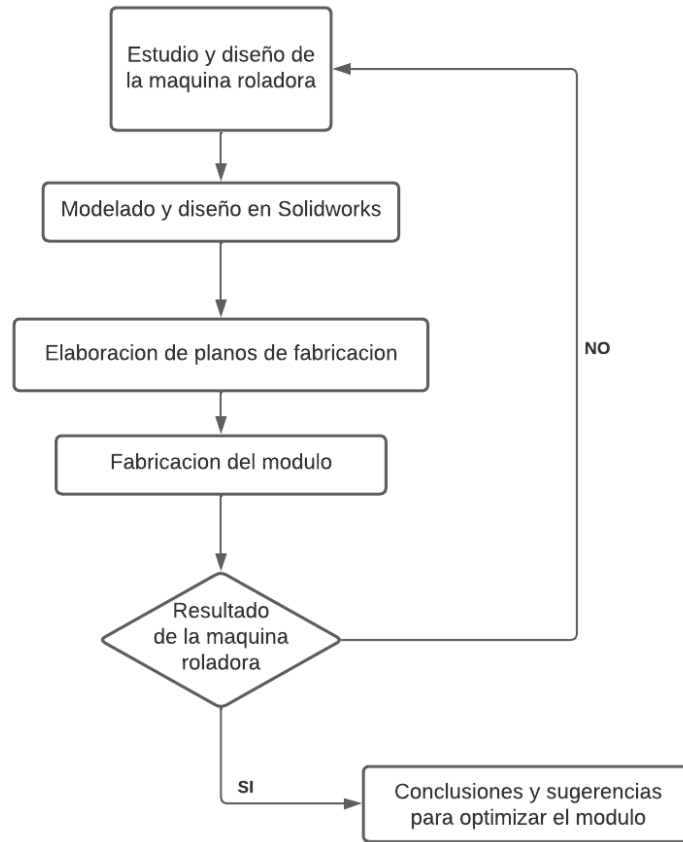 Estudio y diseño de
la maquina roladora
Modelado y diseño en Solidworks
Elaboracion de planos de fabricacion
NO
Fabricacion del modulo
Resultado
de la maquina
roladora
SI
Conclusiones y sugerencias
para optimizar el modulo